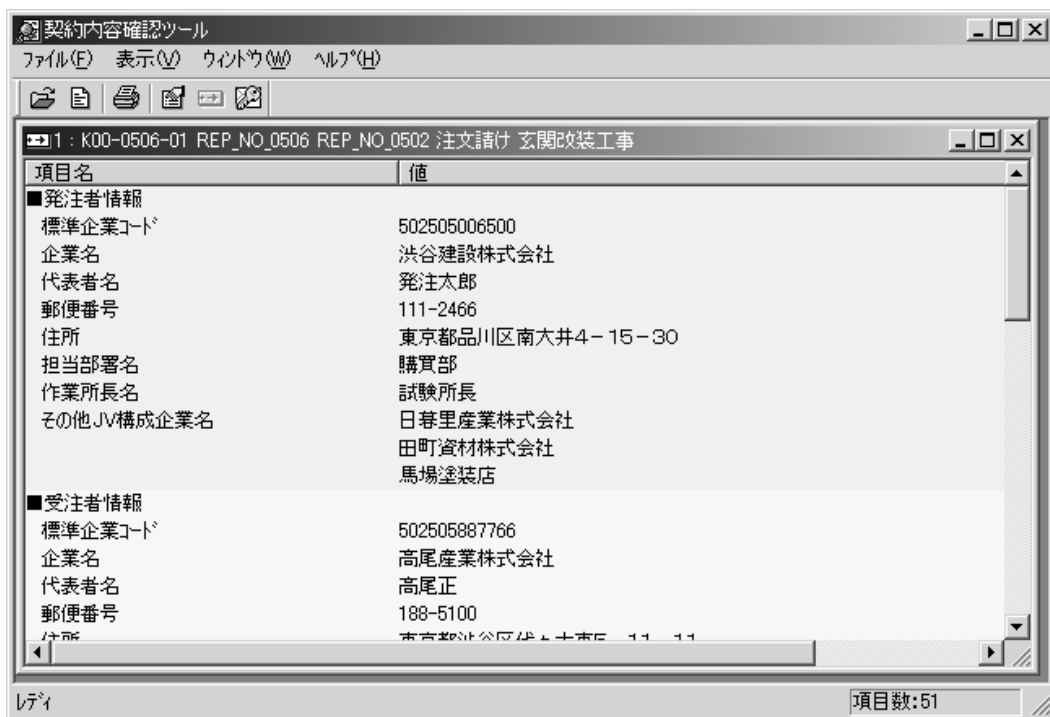 契約内容確認ツール
ファイル(F) 表示(V) ウィンドウ(W) ヘルプ(H)
1 : K00-0506-01 REP_NO_0506 REP_NO_0502 注文請け 玄関改装工事
項目名 値
■発注者情報
標準企業コード 502505006500
企業名 渋谷建設株式会社
代表者名 発注太郎
郵便番号 111-2466
住所 東京都品川区南大井4-15-30
担当部署名 購買部
作業所長名 試験所長
その他JV構成企業名 日暮里産業株式会社
田町資材株式会社
馬場塗装店
■受注者情報
標準企業コード 502505887766
企業名 高尾産業株式会社
代表者名 高尾正
郵便番号 188-5100
住所
レディ 項目数:51